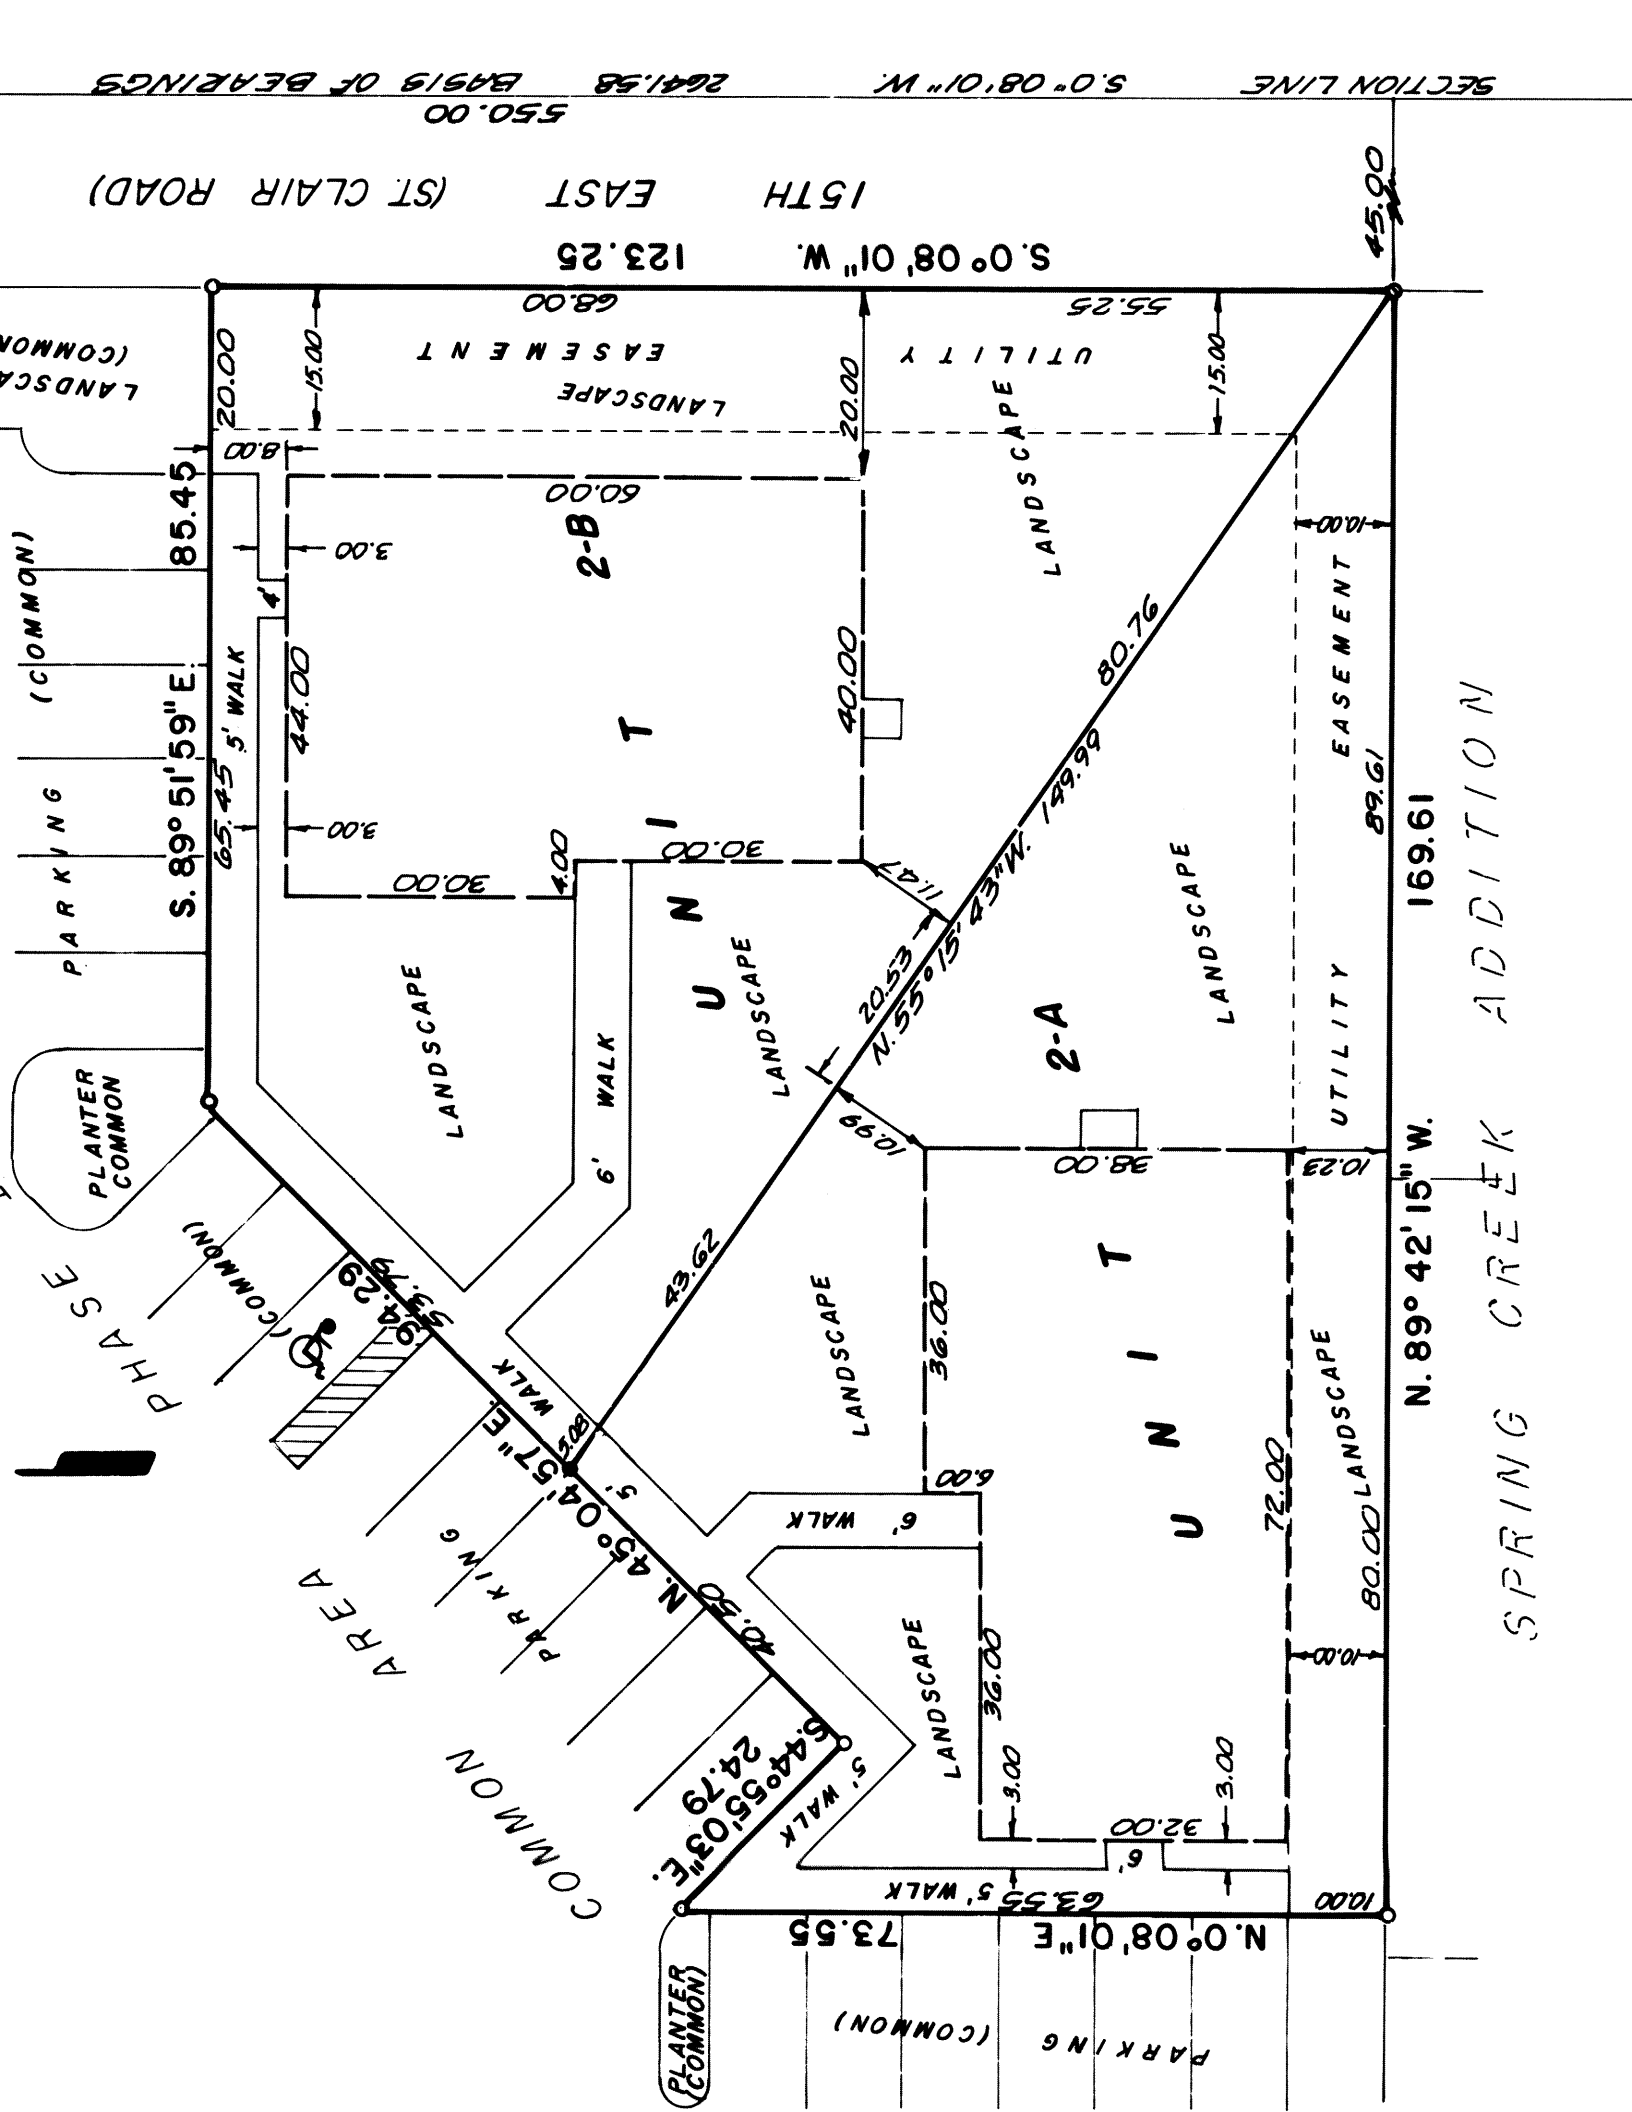 SECTION LINE S. 0° 08' 01" W. 2641.58 BASIS OF BEARINGS
550.00
15TH EAST (ST. CLAIR ROAD)
45.00
S. 0° 08' 01" W. 123.25
55.25
68.00
UTILITY EASEMENT
LANDSCAPE
(COMMON
20.00
15.00
20.00
15.00
8.00
60.00
3.00
4'
44.00
5' WALK
3.00
30.00
4.00
30.00
40.00
UNIT 2-B
LANDSCAPE
LANDSCAPE
LANDSCAPE
6' WALK
S. 89° 51' 59" E. 85.45
65.45
PARKING (COMMON)
PLANTER
COMMON
11.47
20.53
10.99
80.76
N. 55° 15' 43" W. 149.99
43.62
5.08
10.00
UTILITY EASEMENT
LANDSCAPE
UNIT 2-A
38.00
10.23
36.00
6.00
LANDSCAPE
6' WALK
36.00
72.00
LANDSCAPE
LANDSCAPE
10.00
3.00
3.00
32.00
6'
5' WALK
63.55
10.00
N. 0° 08' 01" E
73.55
89.61
80.00
N. 89° 42' 15" W. 169.61
SPRING CREEK ADDITION
COMMON AREA PHASE
PARKING (COMMON)
53.79
94.29
N. 45° 04' 57" E.
5' WALK
40.50
S. 44° 55' 03" E.
24.79
5' WALK
PLANTER
(COMMON)
PARKING (COMMON)